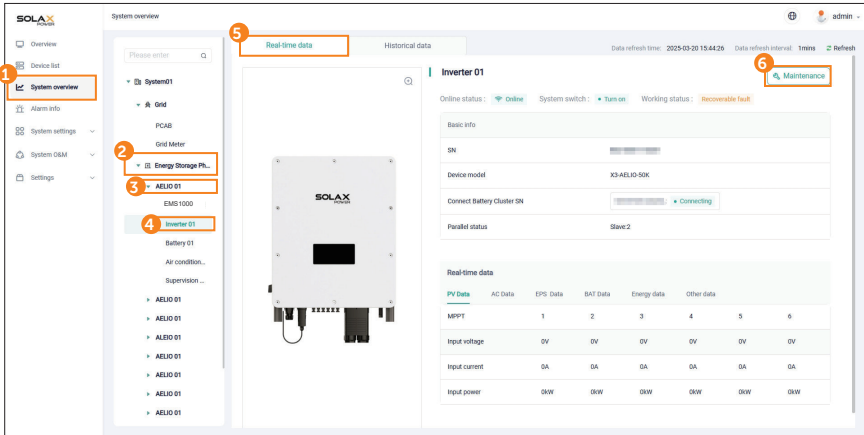 SOLAX
POWER
System overview
admin
Overview
Device list
1
System overview
Alarm info
System settings
System O&M
Settings
Please enter
System01
Grid
PCAB
Grid Meter
2
Energy Storage Ph...
3
AELIO 01
EMS1000
4
Inverter 01
Battery 01
Air condition...
Supervision ...
AELIO 01
AELIO 01
ALEIO 01
AELIO 01
AELIO 01
AELIO 01
AELIO 01
5
Real-time data
Historical data
Data refresh time: 2025-03-20 15:44:26 Data refresh interval: 1mins Refresh
SOLAX
POWER
Inverter 01
6
Maintenance
Online status : Online System switch : Turn on Working status : Recoverable fault
Basic info
SN
Device model X3-AELIO-50K
Connect Battery Cluster SN Connecting
Parallel status Slave:2
Real-time data
PV Data AC Data EPS Data BAT Data Energy data Other data
MPPT 1 2 3 4 5 6
Input voltage 0V 0V 0V 0V 0V 0V
Input current 0A 0A 0A 0A 0A 0A
Input power 0kW 0kW 0kW 0kW 0kW 0kW